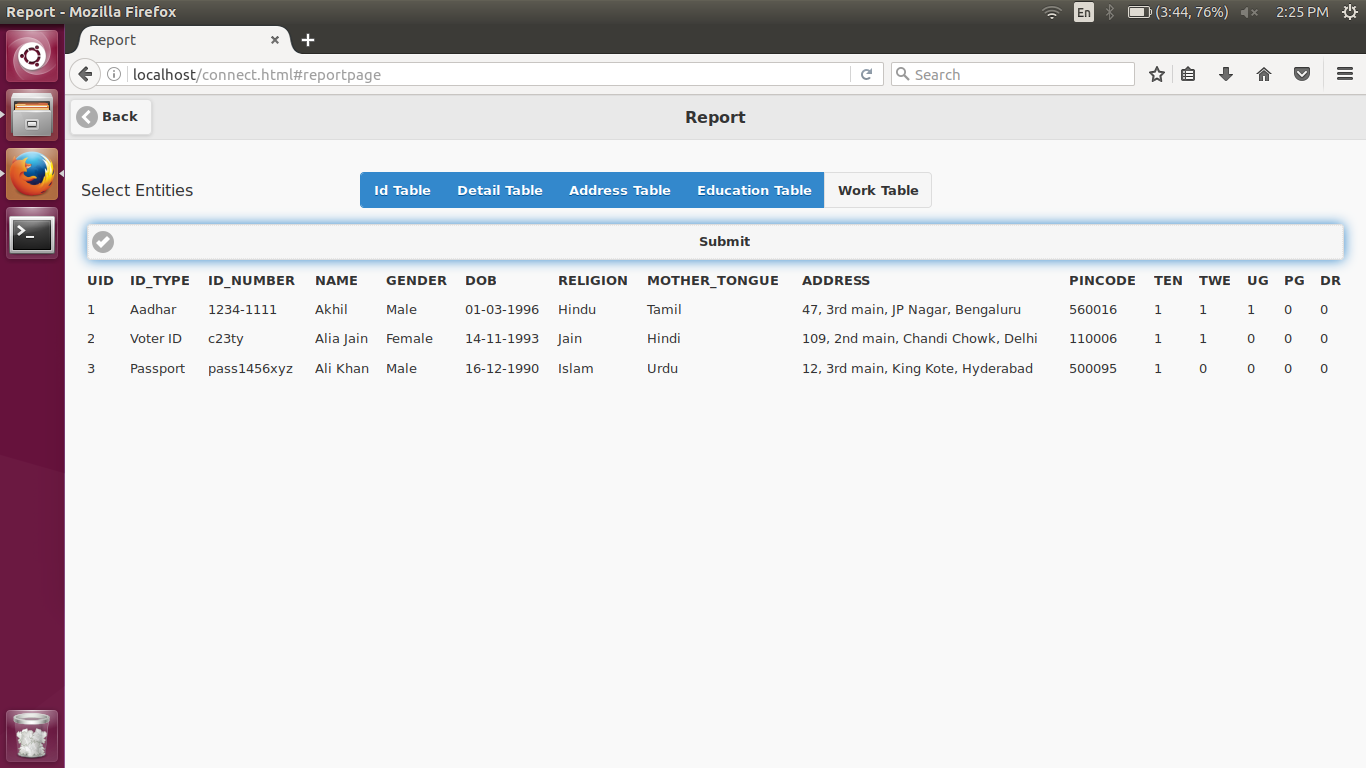 Report - Mozilla Firefox En (3:44, 76%) 2:25 PM
Report
localhost/connect.html#reportpage Search
Back Report
Select Entities Id Table Detail Table Address Table Education Table Work Table
Submit
UID ID_TYPE ID_NUMBER NAME GENDER DOB RELIGION MOTHER_TONGUE ADDRESS PINCODE TEN TWE UG PG DR
1 Aadhar 1234-1111 Akhil Male 01-03-1996 Hindu Tamil 47, 3rd main, JP Nagar, Bengaluru 560016 1 1 1 0 0
2 Voter ID c23ty Alia Jain Female 14-11-1993 Jain Hindi 109, 2nd main, Chandi Chowk, Delhi 110006 1 1 0 0 0
3 Passport pass1456xyz Ali Khan Male 16-12-1990 Islam Urdu 12, 3rd main, King Kote, Hyderabad 500095 1 0 0 0 0